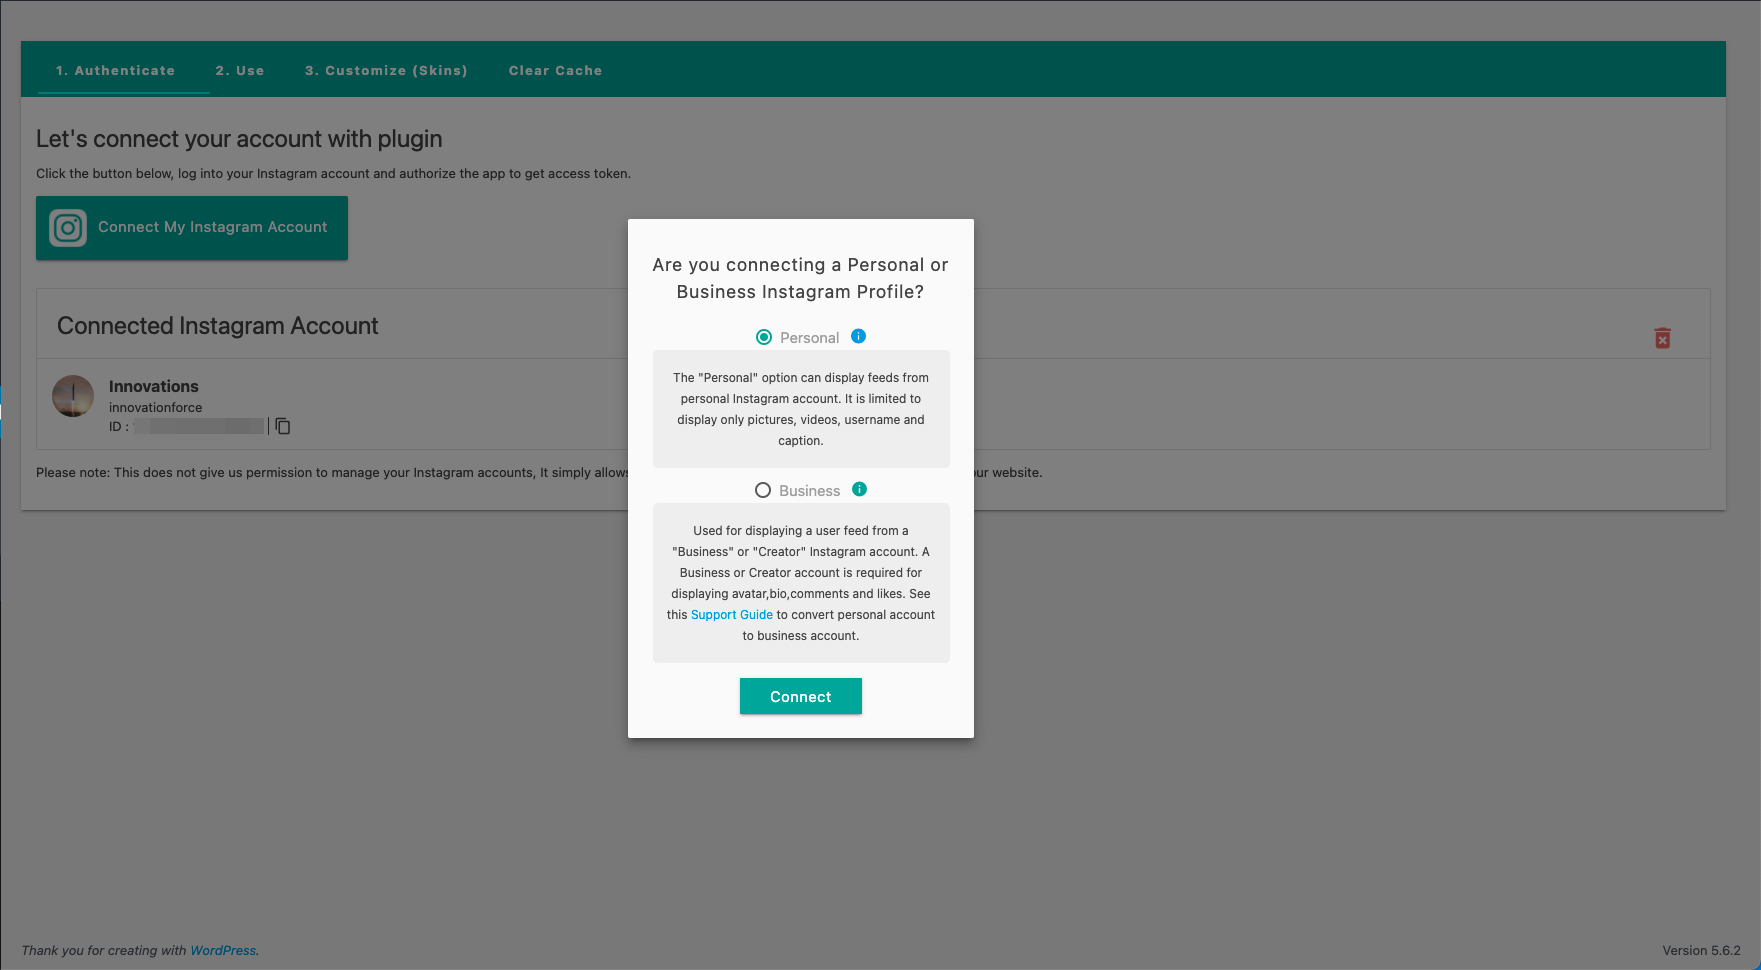 1. Authenticate 2. Use 3. Customize (Skins) Clear Cache
Let's connect your account with plugin
Click the button below, log into your Instagram account and authorize the app to get access token.
Connect My Instagram Account
Connected Instagram Account
Innovations
innovationforce
ID :
Please note: This does not give us permission to manage your Instagram accounts, It simply allows
website.
Are you connecting a Personal or
Business Instagram Profile?
Personal
The "Personal" option can display feeds from
personal Instagram account. It is limited to
display only pictures, videos, username and
caption.
Business
Used for displaying a user feed from a
"Business" or "Creator" Instagram account. A
Business or Creator account is required for
displaying avatar,bio,comments and likes. See
this Support Guide to convert personal account
to business account.
Connect
Thank you for creating with WordPress.
Version 5.6.2